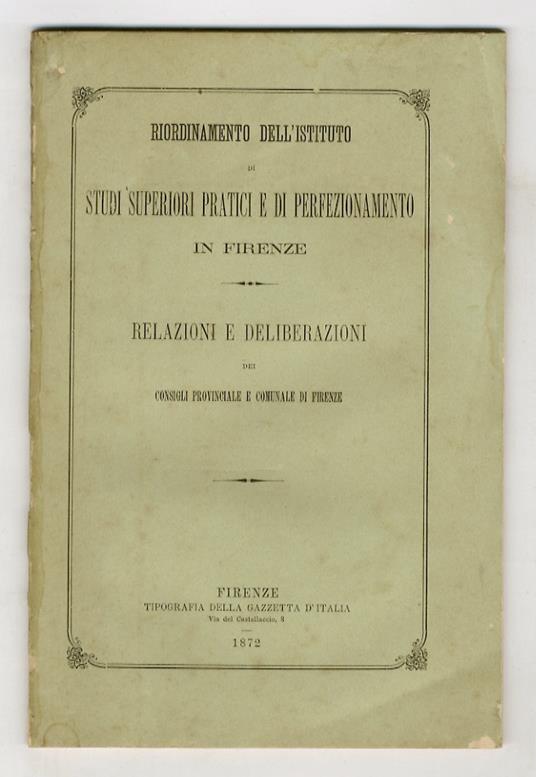 RIORDINAMENTO DELL'ISTITUTO
DI
STUDI SUPERIORI PRATICI E DI PERFEZIONAMENTO
IN FIRENZE
RELAZIONI E DELIBERAZIONI
DEI
CONSIGLI PROVINCIALE E COMUNALE DI FIRENZE
FIRENZE
TIPOGRAFIA DELLA GAZZETTA D'ITALIA
Via del Castellaccio, 8
1872